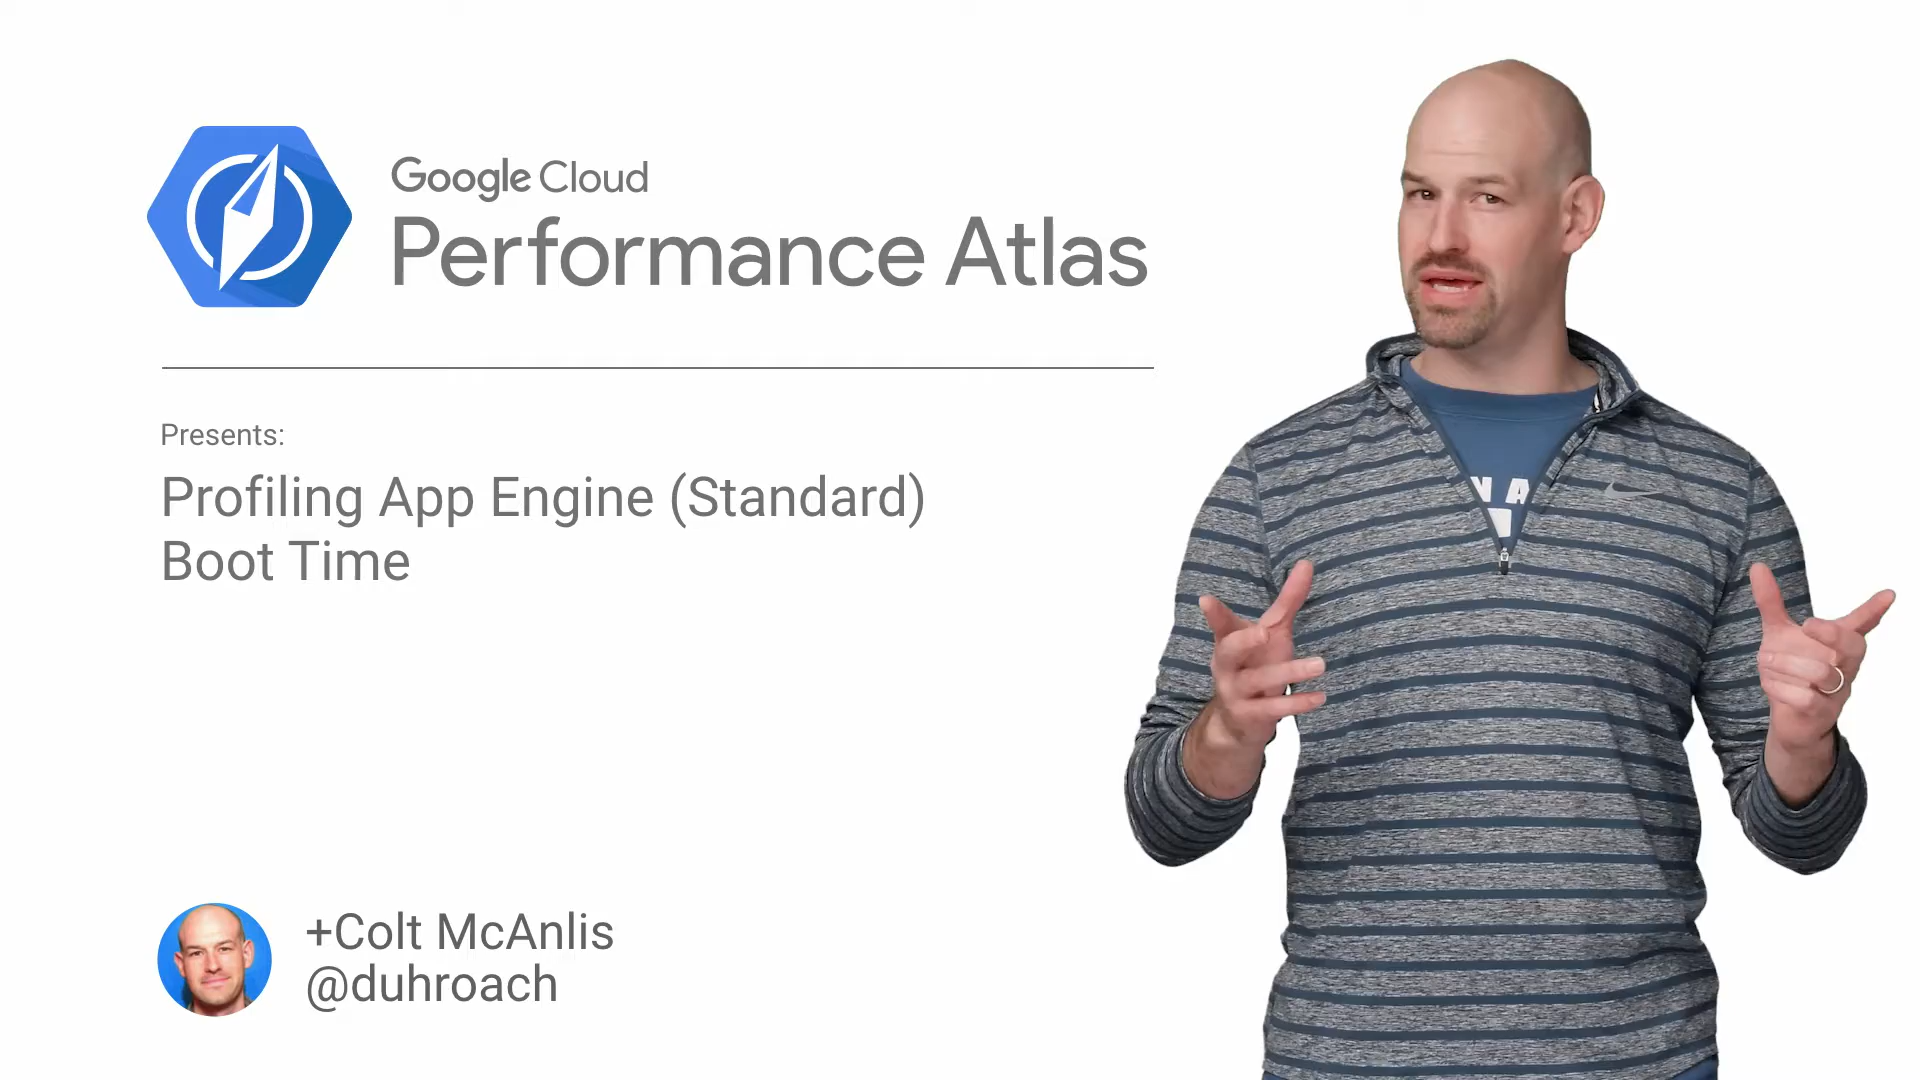 Google Cloud
Performance Atlas
Presents:
Profiling App Engine (Standard)
Boot Time
+Colt McAnlis
@duhroach